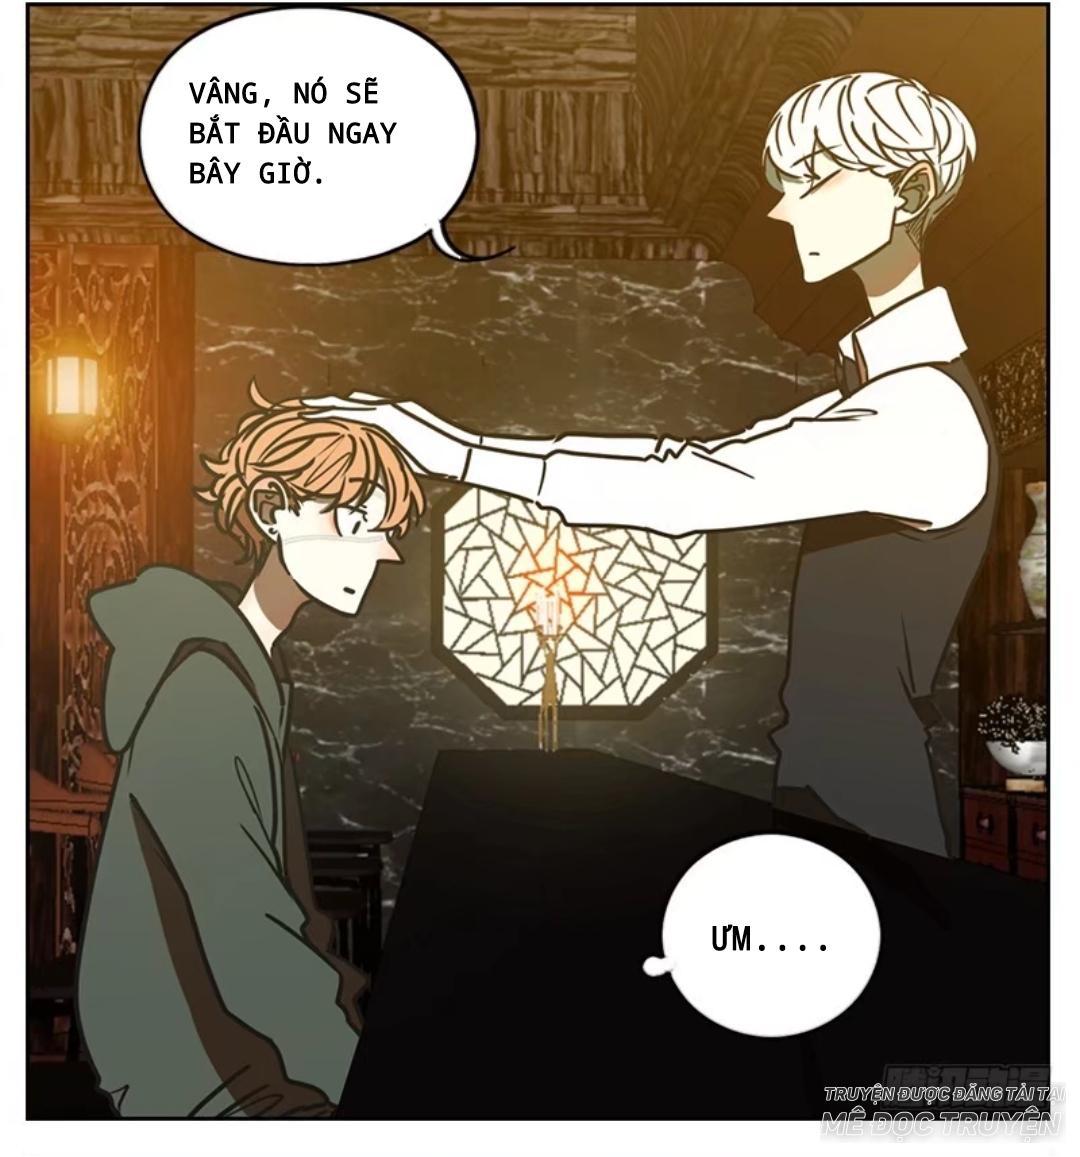 VÂNG, NÓ SẼ
BẮT ĐẦU NGAY
BÂY GIỜ.
ƯM....
TRUYỆN ĐƯỢC ĐĂNG TẢI TẠI
MÊ ĐỌC TRUYỆN